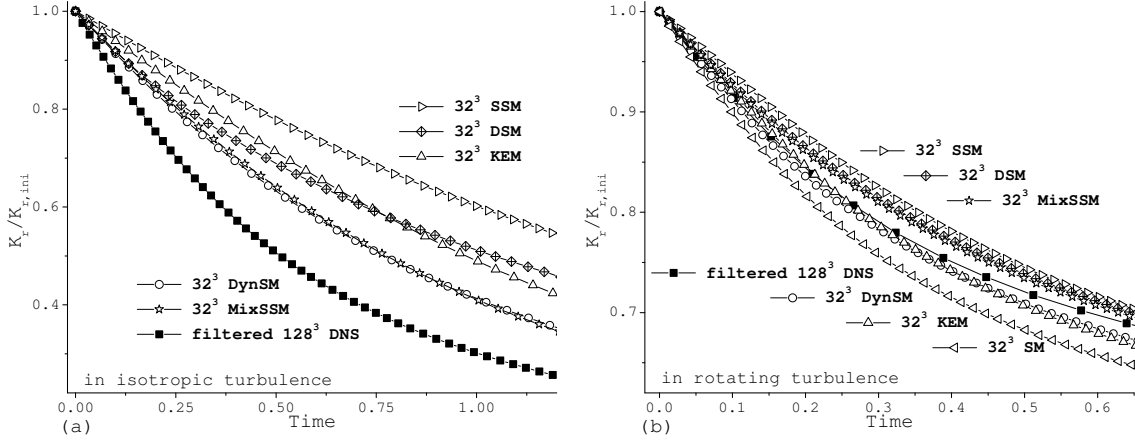 1.0
0.8
0.6
0.4
K_r/K_{r,ini}
32³ SSM
32³ DSM
32³ KEM
32³ DynSM
32³ MixSSM
filtered 128³ DNS
in isotropic turbulence
0.00 0.25 0.50 0.75 1.00
(a) Time
1.0
0.9
0.8
0.7
K_r/K_{r,ini}
32³ SSM
32³ DSM
32³ MixSSM
filtered 128³ DNS
32³ DynSM
32³ KEM
32³ SM
in rotating turbulence
0.0 0.1 0.2 0.3 0.4 0.5 0.6
(b) Time